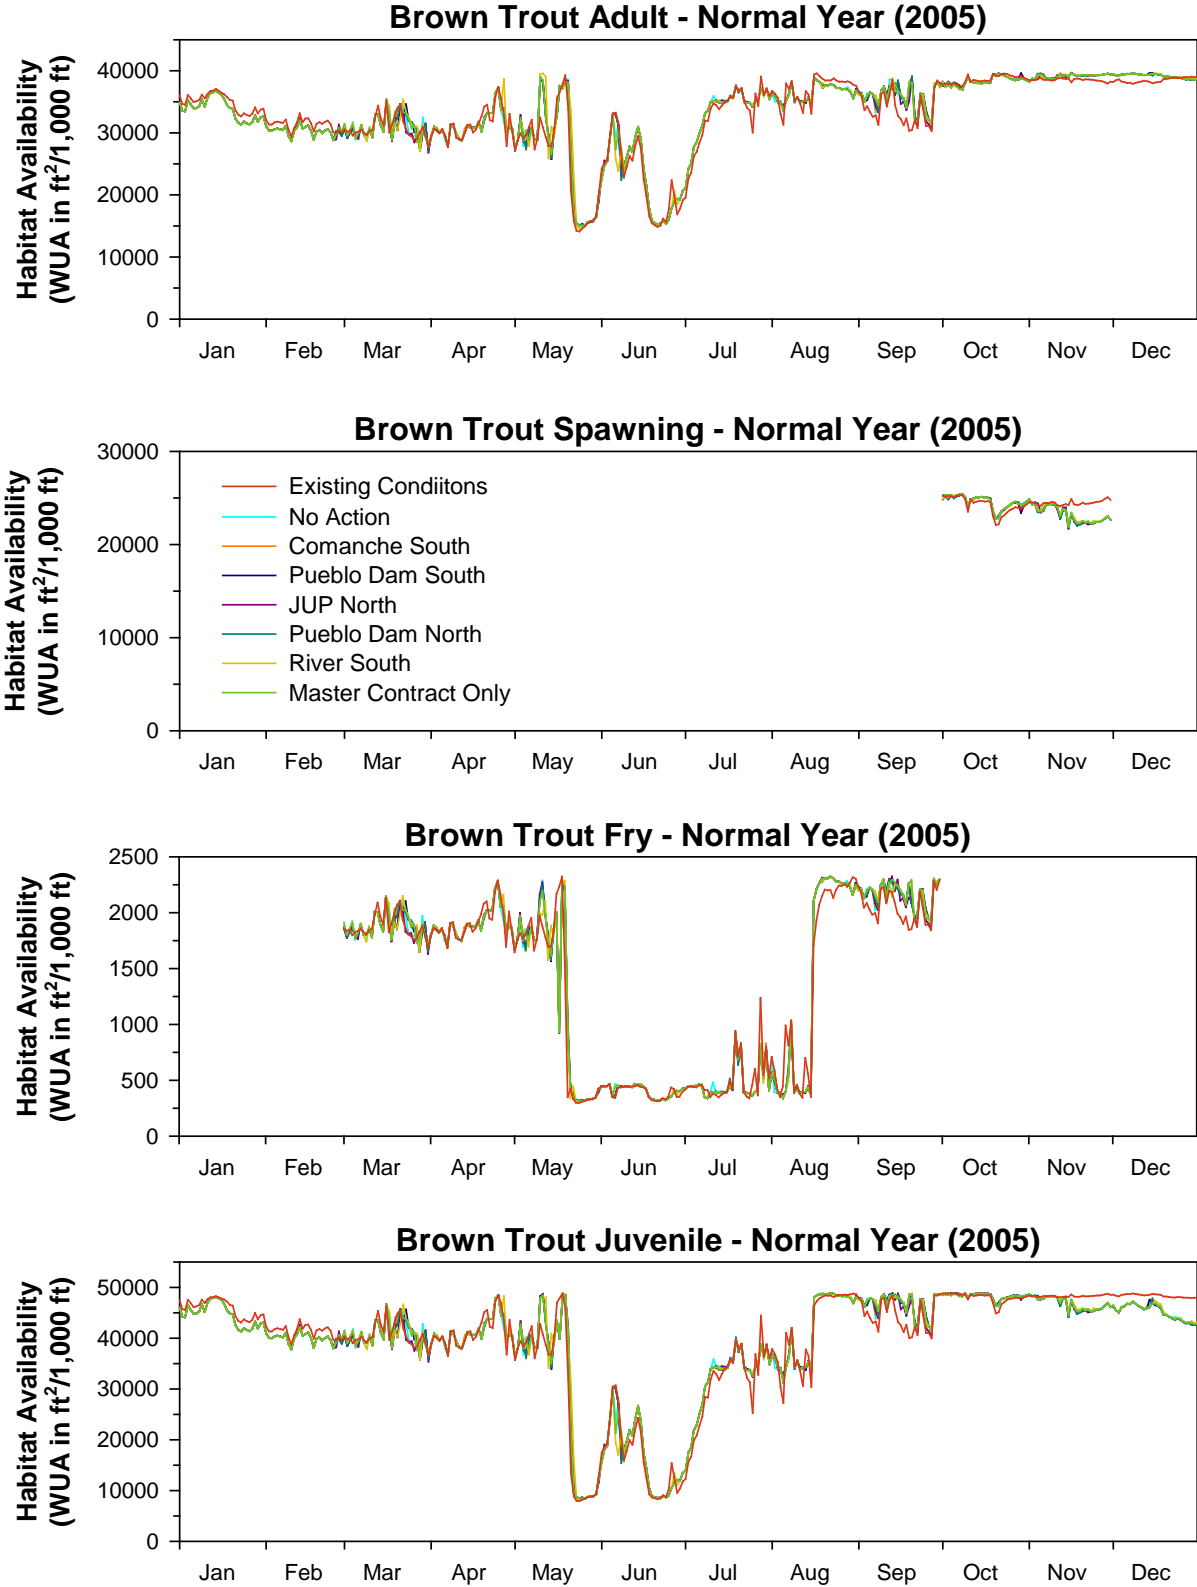 Brown Trout Adult - Normal Year (2005)
Habitat Availability
(WUA in ft²/1,000 ft)
40000
30000
20000
10000
0
Jan Feb Mar Apr May Jun Jul Aug Sep Oct Nov Dec
Brown Trout Spawning - Normal Year (2005)
Habitat Availability
(WUA in ft²/1,000 ft)
30000
20000
10000
0
Existing Condiitons
No Action
Comanche South
Pueblo Dam South
JUP North
Pueblo Dam North
River South
Master Contract Only
Jan Feb Mar Apr May Jun Jul Aug Sep Oct Nov Dec
Brown Trout Fry - Normal Year (2005)
Habitat Availability
(WUA in ft²/1,000 ft)
2500
2000
1500
1000
500
0
Jan Feb Mar Apr May Jun Jul Aug Sep Oct Nov Dec
Brown Trout Juvenile - Normal Year (2005)
Habitat Availability
(WUA in ft²/1,000 ft)
50000
40000
30000
20000
10000
0
Jan Feb Mar Apr May Jun Jul Aug Sep Oct Nov Dec